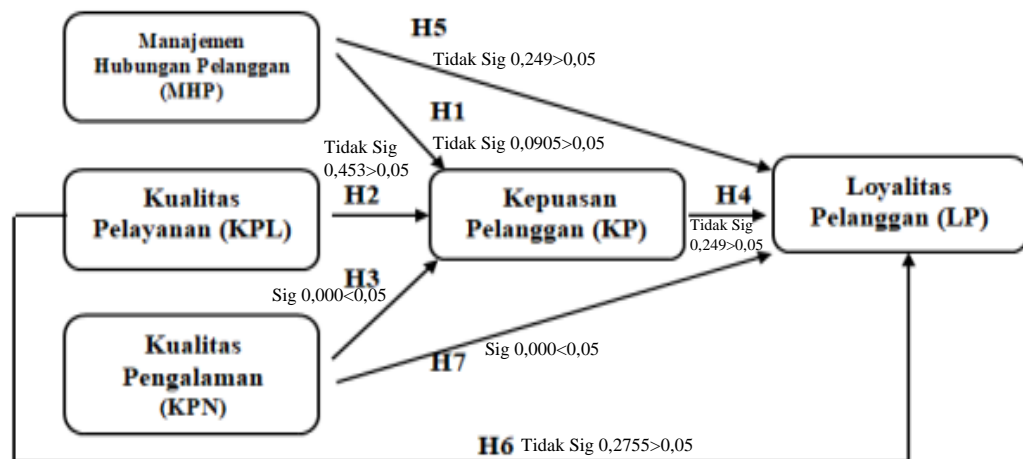 Manajemen
Hubungan Pelanggan
(MHP)
H5
Tidak Sig 0,249>0,05
H1
Tidak Sig 0,0905>0,05
Tidak Sig
0,453>0,05
H2
Kualitas
Pelayanan (KPL)
Kepuasan
Pelanggan (KP)
H4
Tidak Sig
0,249>0,05
Loyalitas
Pelanggan (LP)
H3
Sig 0,000<0,05
Kualitas
Pengalaman
(KPN)
H7
Sig 0,000<0,05
H6 Tidak Sig 0,2755>0,05